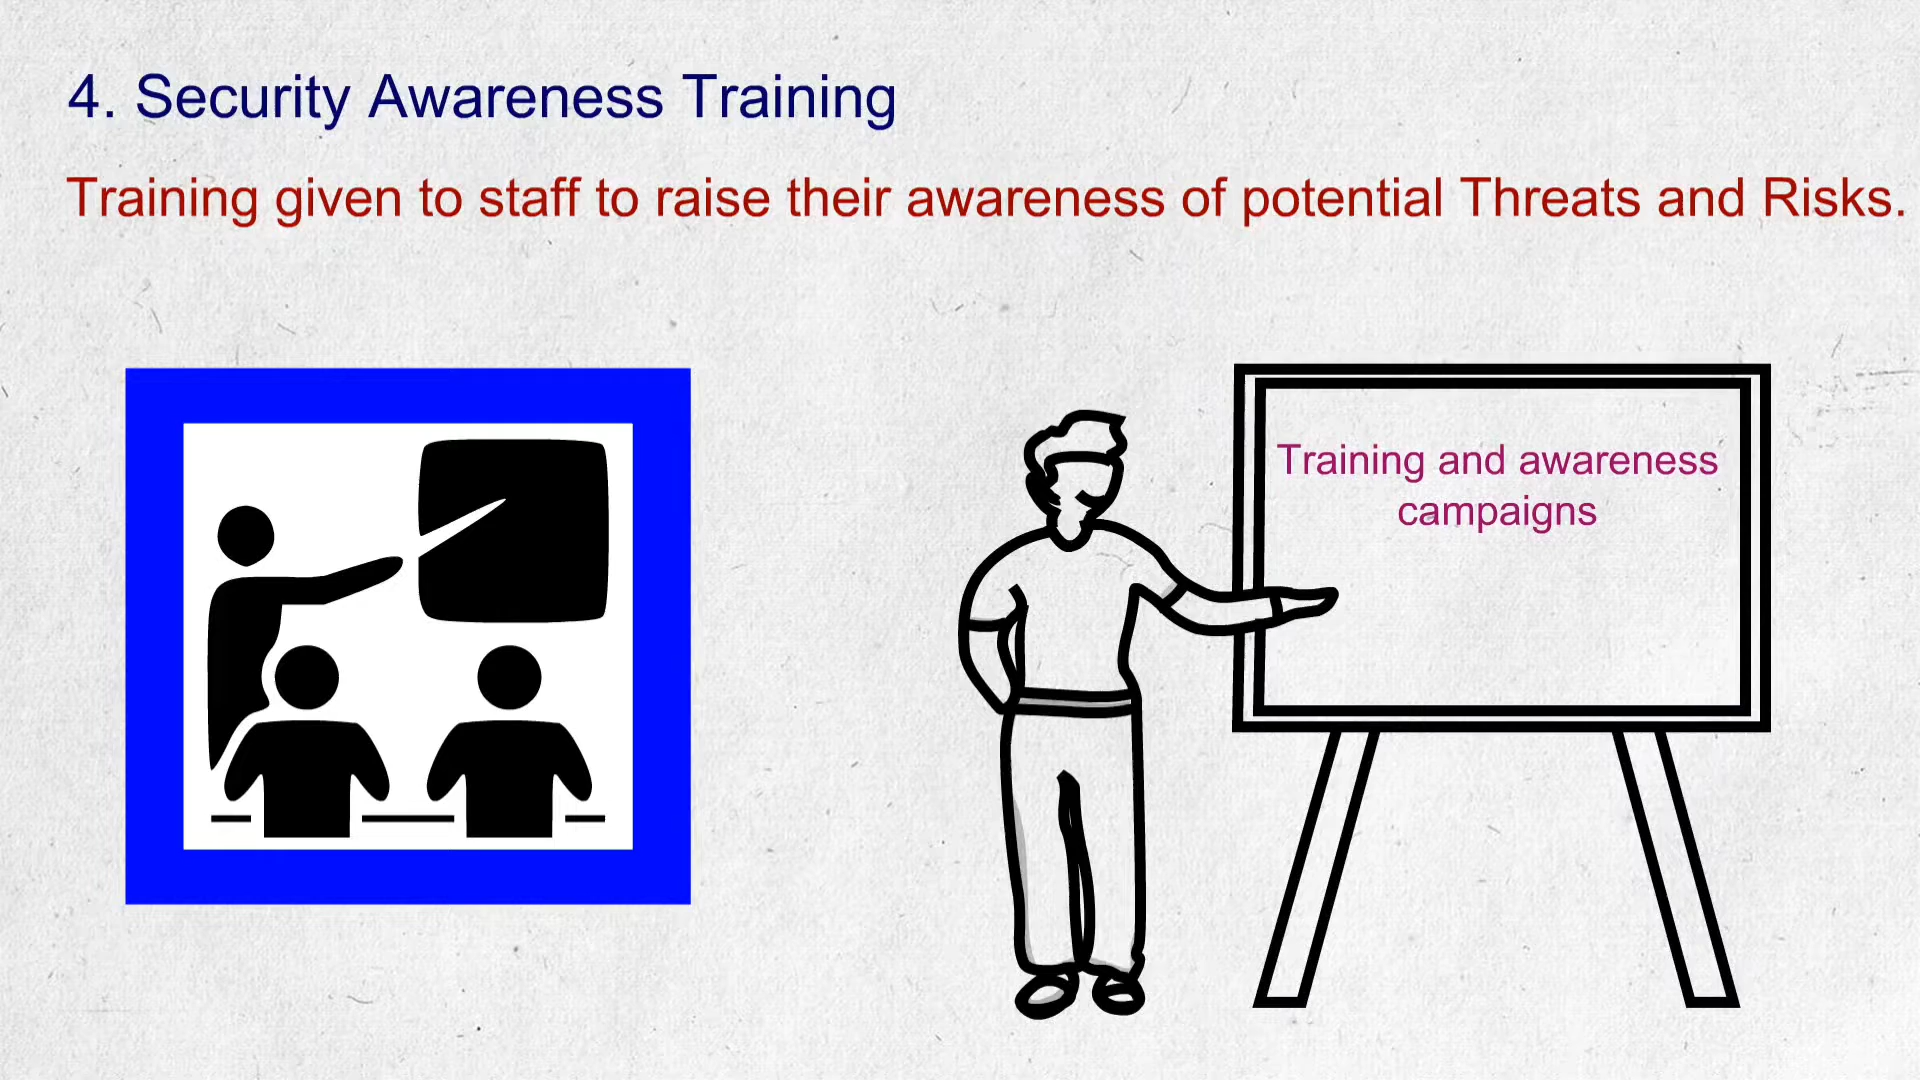 4. Security Awareness Training
Training given to staff to raise their awareness of potential Threats and Risks.
Training and awareness
campaigns